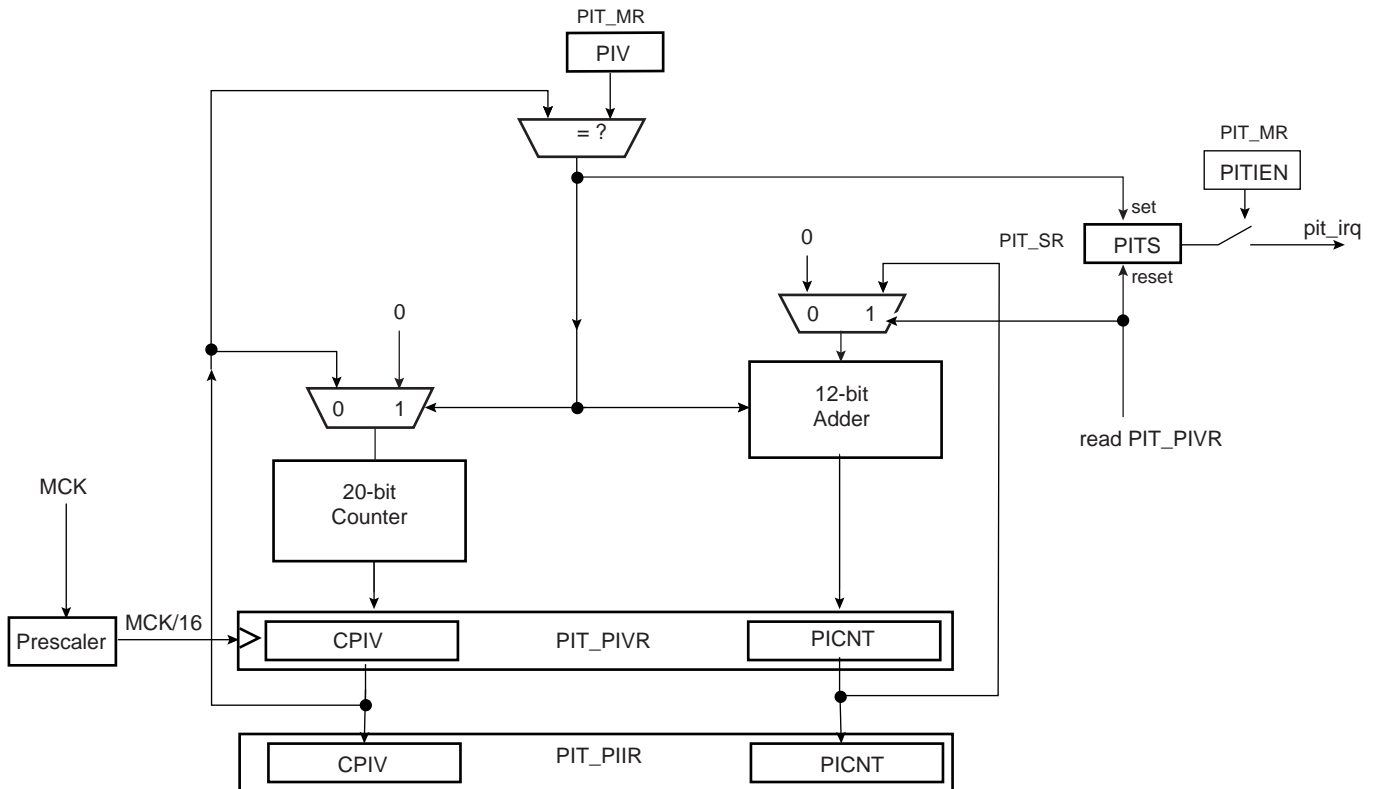 PIT_MR
PIV
= ?
PIT_MR
PITIEN
set
PIT_SR
PITS
pit_irq
reset
0
0 1
0
0 1
12-bit
Adder
read PIT_PIVR
20-bit
Counter
MCK
MCK/16
Prescaler
CPIV
PIT_PIVR
PICNT
CPIV
PIT_PIIR
PICNT